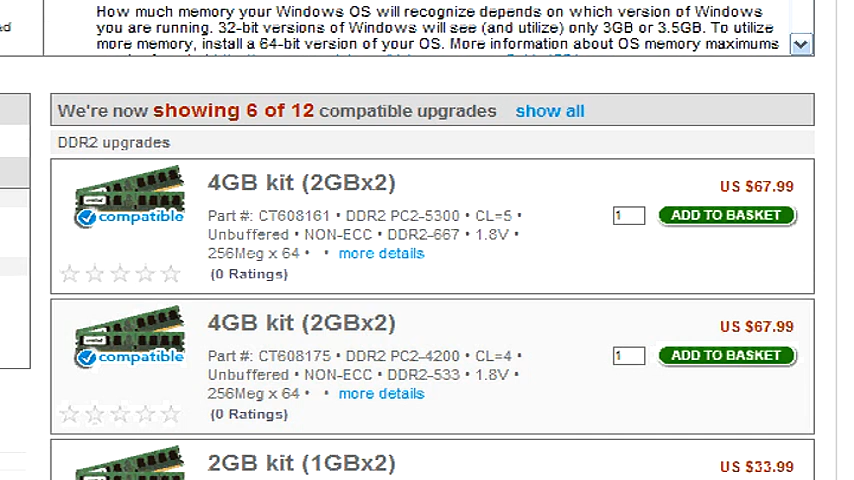 How much memory your Windows OS will recognize depends on which version of Windows
you are running. 32-bit versions of Windows will see (and utilize) only 3GB or 3.5GB. To utilize
more memory, install a 64-bit version of your OS. More information about OS memory maximums
We're now showing 6 of 12 compatible upgrades show all
DDR2 upgrades
4GB kit (2GBx2)
US $67.99
compatible
Part #: CT608161 • DDR2 PC2-5300 • CL=5 •
1 ADD TO BASKET
Unbuffered • NON-ECC • DDR2-667 • 1.8V •
256Meg x 64 • • more details
(0 Ratings)
4GB kit (2GBx2)
US $67.99
compatible
Part #: CT608175 • DDR2 PC2-4200 • CL=4 •
1 ADD TO BASKET
Unbuffered • NON-ECC • DDR2-533 • 1.8V •
256Meg x 64 • • more details
(0 Ratings)
2GB kit (1GBx2)
US $33.99